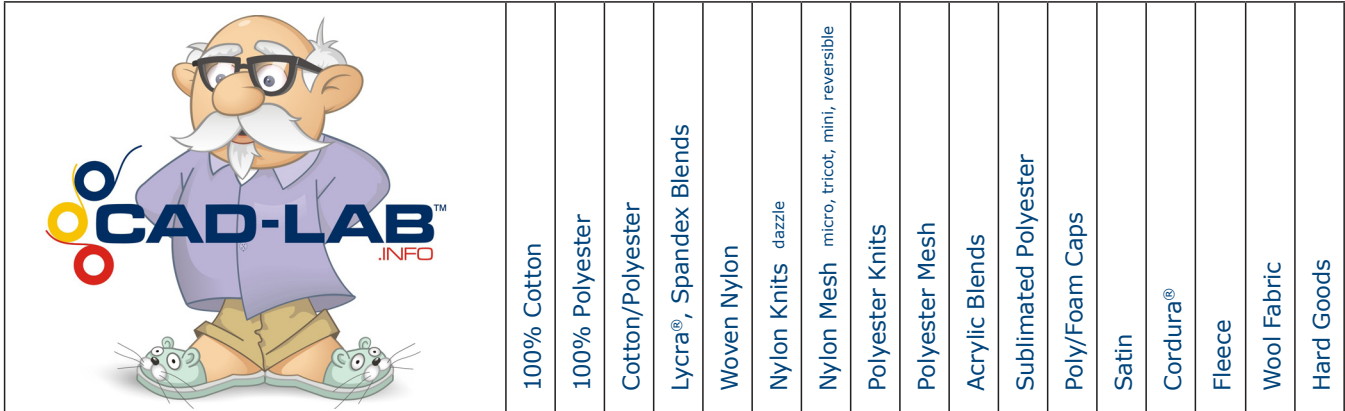 CAD-LAB™
.INFO
100% Cotton
100% Polyester
Cotton/Polyester
Lycra®, Spandex Blends
Woven Nylon
Nylon Knits dazzle
Nylon Mesh micro, tricot, mini, reversible
Polyester Knits
Polyester Mesh
Acrylic Blends
Sublimated Polyester
Poly/Foam Caps
Satin
Cordura®
Fleece
Wool Fabric
Hard Goods